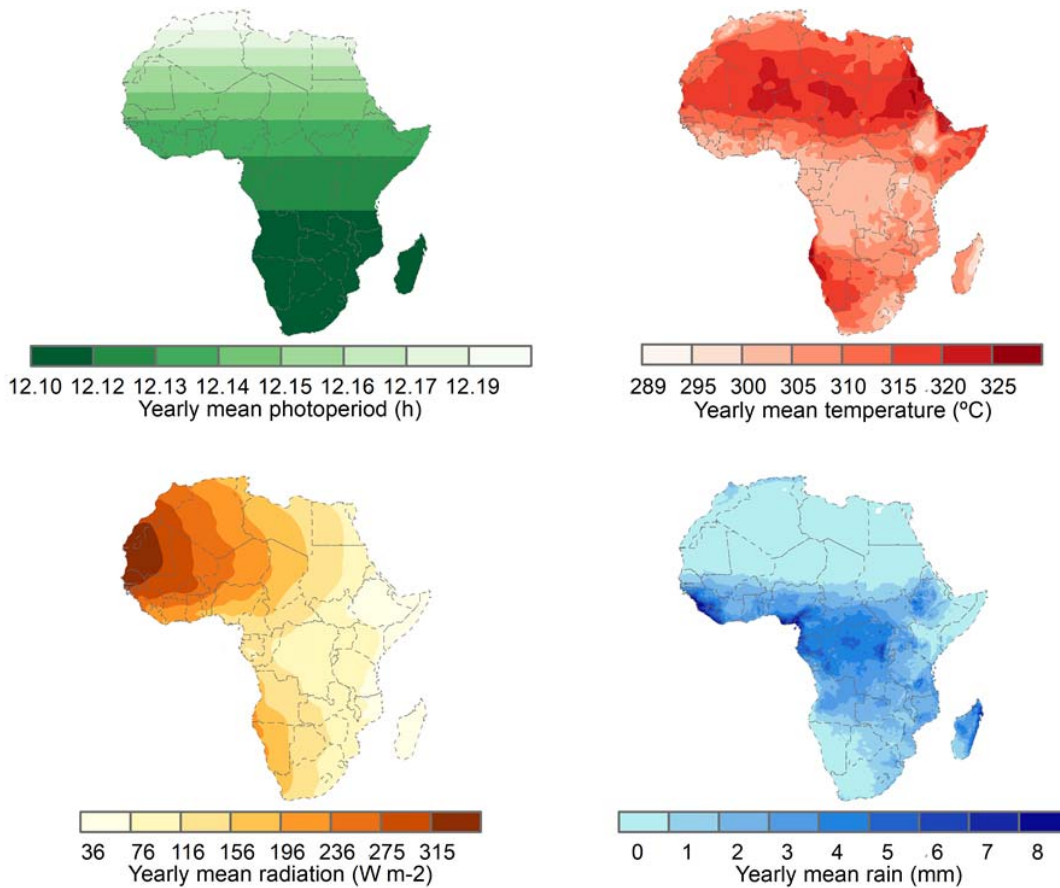 12.10 12.12 12.13 12.14 12.15 12.16 12.17 12.19
Yearly mean photoperiod (h)
289 295 300 305 310 315 320 325
Yearly mean temperature (ºC)
36 76 116 156 196 236 275 315
Yearly mean radiation (W m-2)
0 1 2 3 4 5 6 7 8
Yearly mean rain (mm)